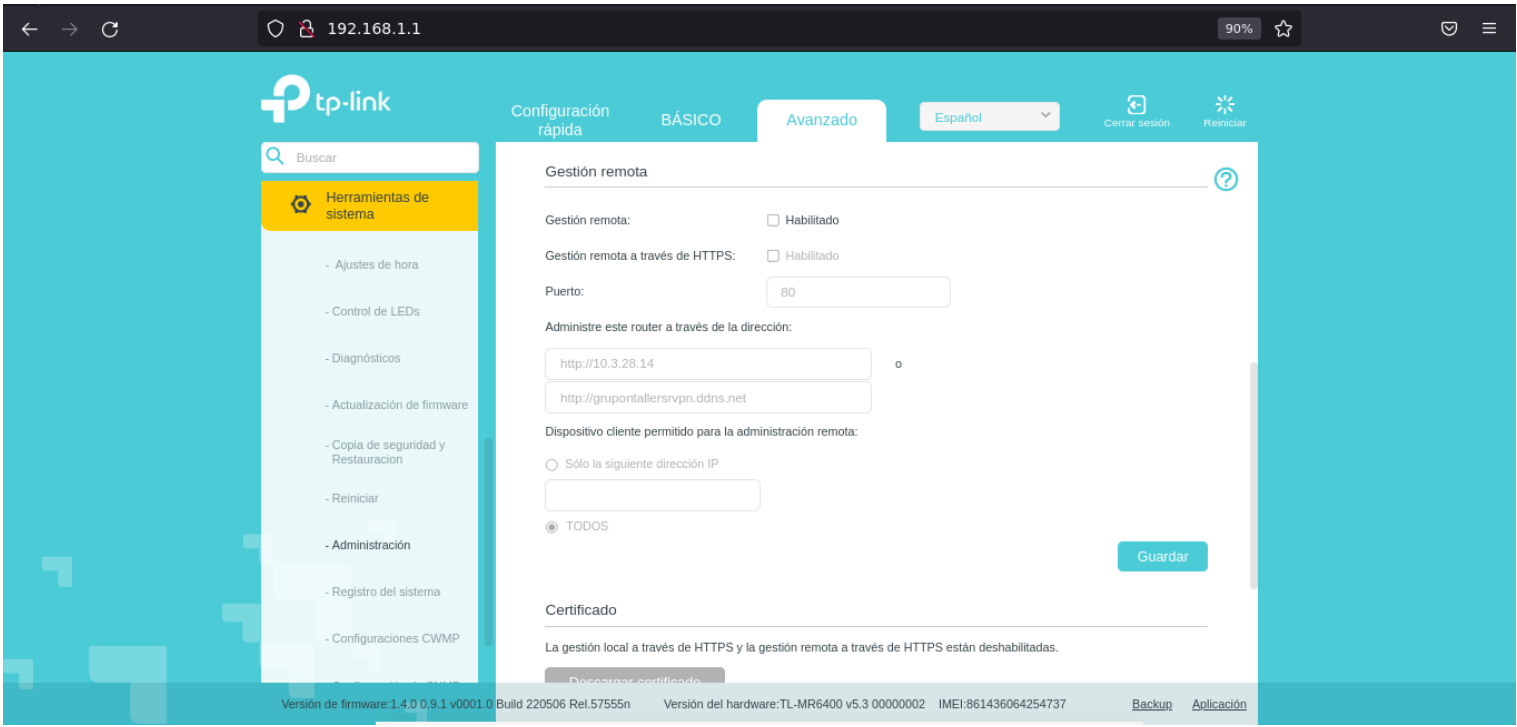 192.168.1.1
90%
tp-link
Configuración
rápida
BÁSICO
Avanzado
Español
Cerrar sesión
Reiniciar
Buscar
Herramientas de
sistema
- Ajustes de hora
- Control de LEDs
- Diagnósticos
- Actualización de firmware
- Copia de seguridad y
Restauracion
- Reiniciar
- Administración
- Registro del sistema
- Configuraciones CWMP
Gestión remota
Gestión remota:
Habilitado
Gestión remota a través de HTTPS:
Habilitado
Puerto:
80
Administre este router a través de la dirección:
http://10.3.28.14
o
http://grupontallersrvpn.ddns.net
Dispositivo cliente permitido para la administración remota:
Sólo la siguiente dirección IP
TODOS
Guardar
Certificado
La gestión local a través de HTTPS y la gestión remota a través de HTTPS están deshabilitadas.
Descargar certificado
Versión de firmware:1.4.0 0.9.1 v0001.0 Build 220506 Rel.57555n
Versión del hardware:TL-MR6400 v5.3 00000002
IMEI:861436064254737
Backup
Aplicación